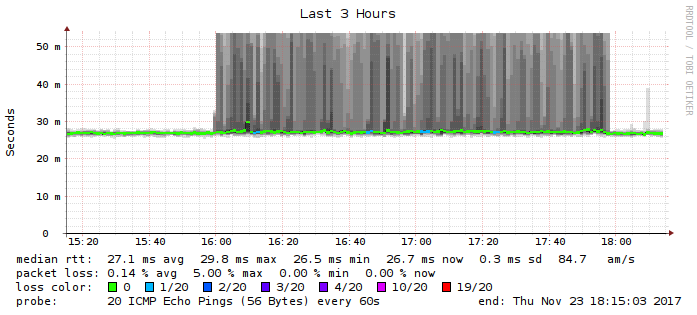 Last 3 Hours
RRDTOOL / TOBI OETIKER
Seconds
50 m
40 m
30 m
20 m
10 m
0
15:20 15:40 16:00 16:20 16:40 17:00 17:20 17:40 18:00
median rtt: 27.1 ms avg 29.8 ms max 26.5 ms min 26.7 ms now 0.3 ms sd 84.7 am/s
packet loss: 0.14 % avg 5.00 % max 0.00 % min 0.00 % now
loss color: 0 1/20 2/20 3/20 4/20 10/20 19/20
probe: 20 ICMP Echo Pings (56 Bytes) every 60s end: Thu Nov 23 18:15:03 2017